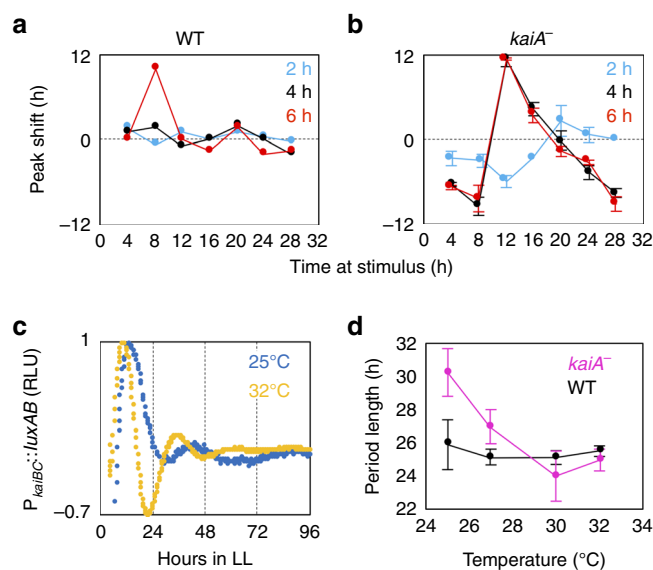 a
WT
12
0
−12
2 h
4 h
6 h
0 4 8 12 16 20 24 28 32
Peak shift (h)
b
kaiA−
12
0
−12
2 h
4 h
6 h
0 4 8 12 16 20 24 28 32
Time at stimulus (h)
c
1
−0.7
25°C
32°C
0 24 48 72 96
PkaiBC::luxAB (RLU)
Hours in LL
d
32
30
28
26
24
22
kaiA−
WT
24 26 28 30 32 34
Period length (h)
Temperature (°C)